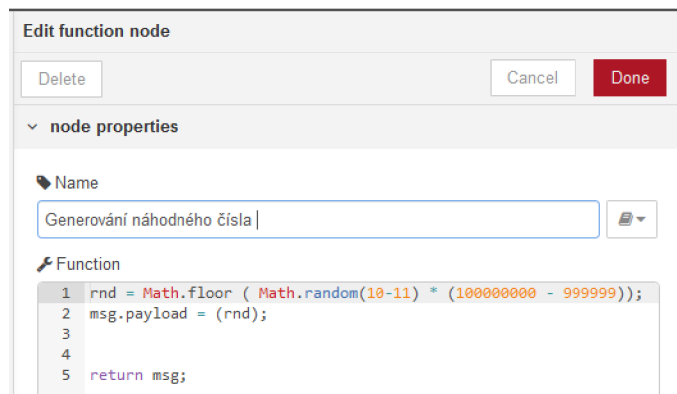 Edit function node
Delete Cancel Done
node properties
Name
Generování náhodného čísla
Function
1 rnd = Math.floor ( Math.random(10-11) * (100000000 - 999999));
2 msg.payload = (rnd);
3
4
5 return msg;